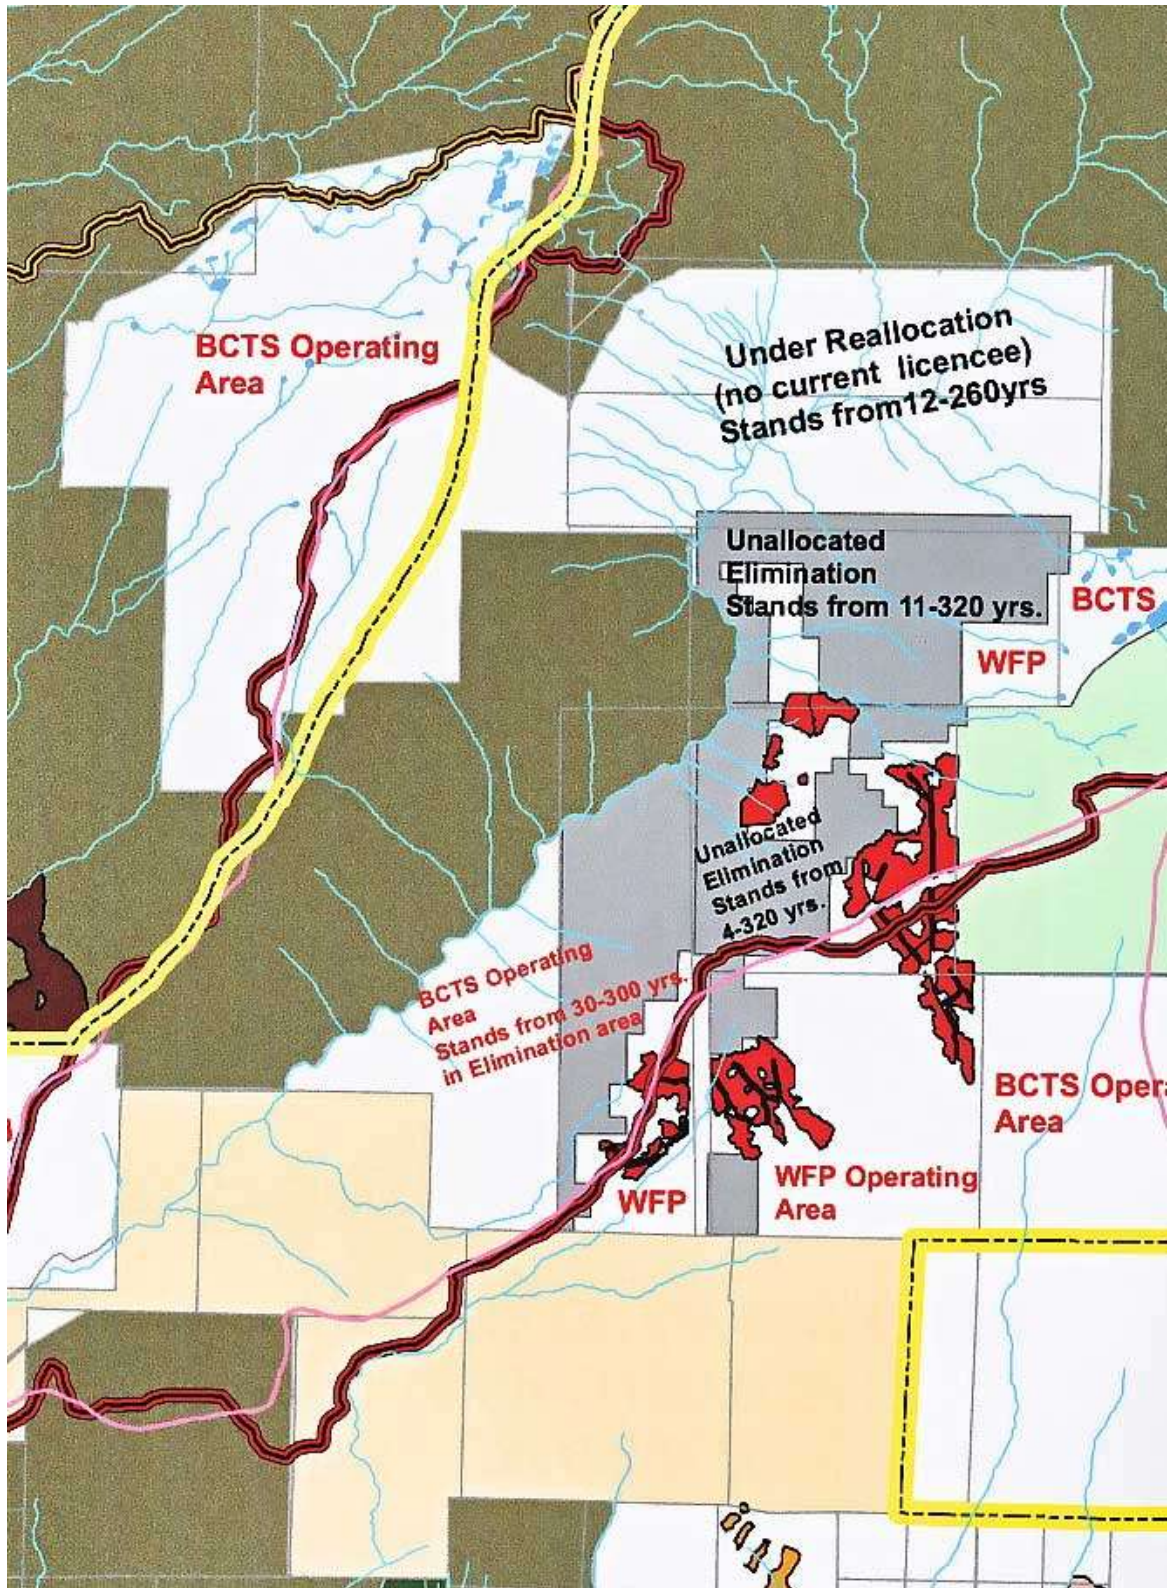 BCTS Operating
Area
Under Reallocation
(no current licencee)
Stands from12-260yrs
Unallocated
Elimination
Stands from 11-320 yrs.
BCTS
WFP
Unallocated
Elimination
Stands from
4-320 yrs.
BCTS Operating
Area
Stands from 30-300 yrs.
in Elimination area
BCTS Opera
Area
WFP Operating
Area
WFP